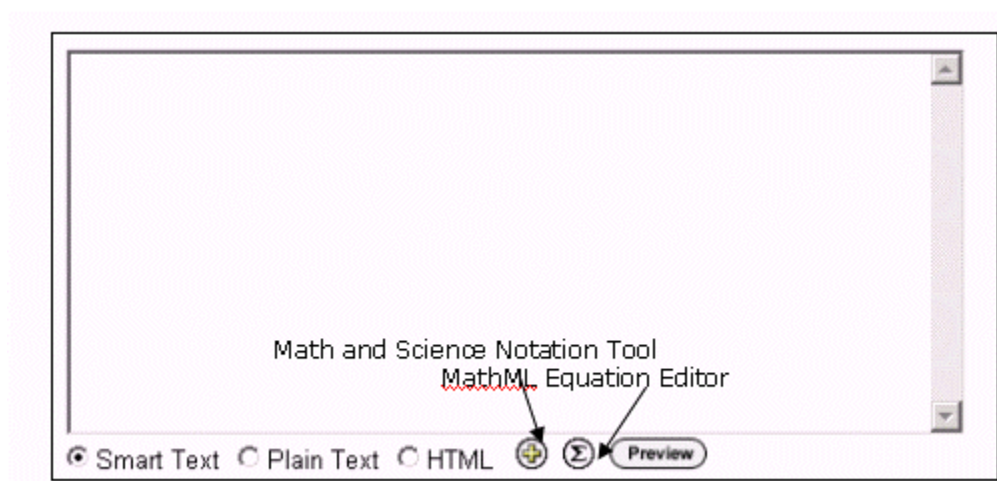 Math and Science Notation Tool
MathML Equation Editor
Smart Text Plain Text HTML Σ Preview